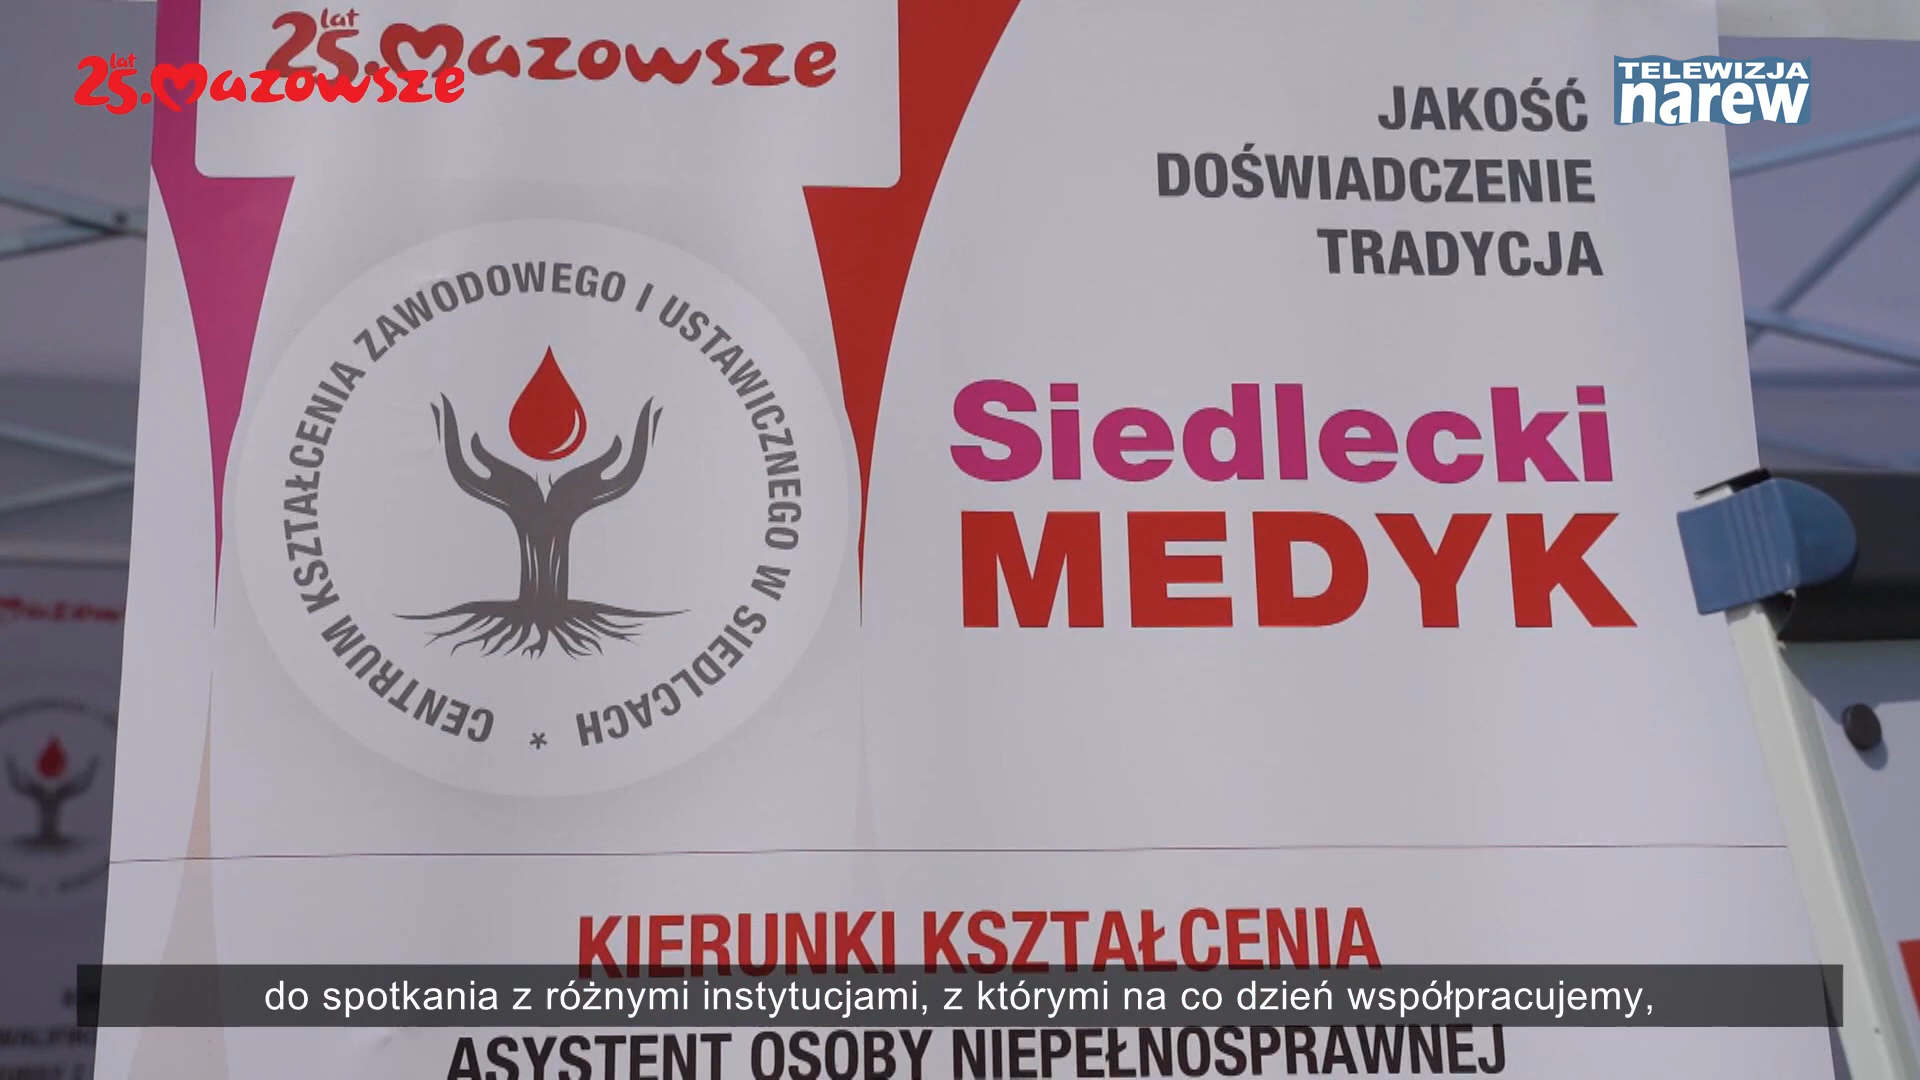 25 lat. Mazowsze
25 lat. Mazowsze
TELEWIZJA
narew
JAKOŚĆ
DOŚWIADCZENIE
TRADYCJA
CENTRUM KSZTAŁCENIA ZAWODOWEGO I USTAWICZNEGO W SIEDLCACH *
Siedlecki
MEDYK
KIERUNKI KSZTAŁCENIA
do spotkania z różnymi instytucjami, z którymi na co dzień współpracujemy,
ASYSTENT OSOBY NIEPEŁNOSPRAWNEJ